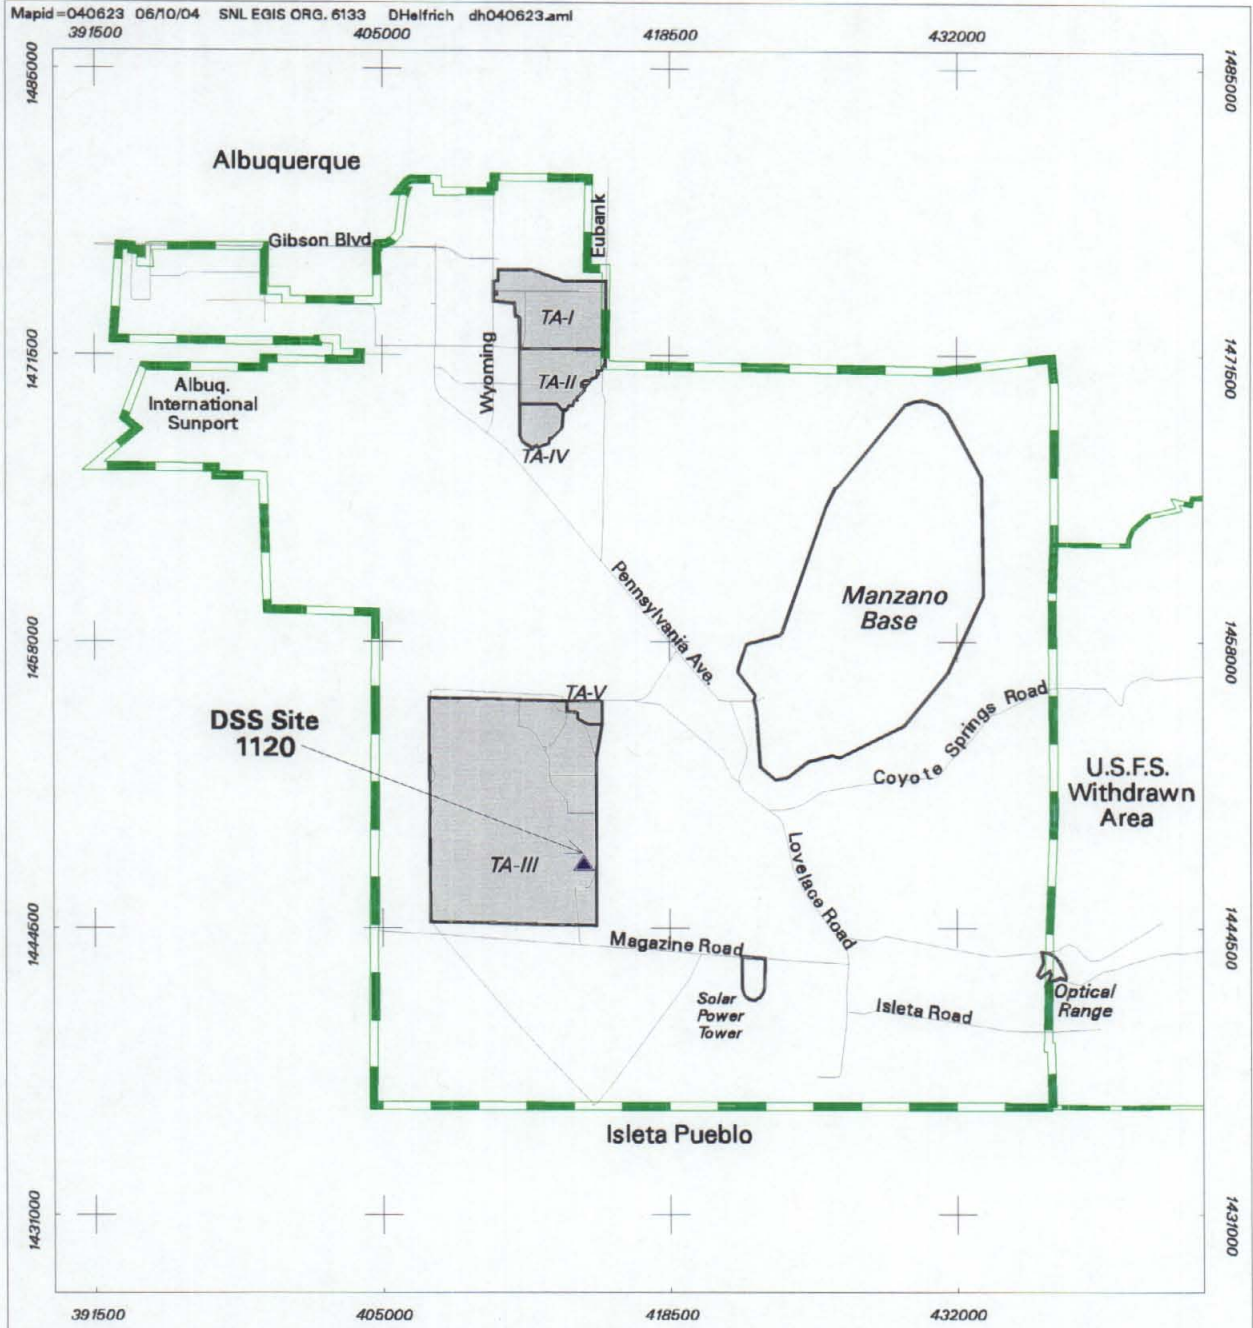 Mapid=040623 06/10/04 SNL EGIS ORG. 6133 DHelfrich dh040623.aml
391500 405000 418500 432000
1485000 1485000
Albuquerque
Gibson Blvd
Eubank
TA-I
1471500 1471500
Wyoming
TA-II
Albuq.
International
Sunport
TA-IV
Pennsylvania Ave.
Manzano
Base
1458000 1458000
TA-V
Coyote Springs Road
DSS Site
1120
U.S.F.S.
Withdrawn
Area
TA-III
Lovelace Road
1444500 1444500
Magazine Road
Solar
Power
Tower
Isleta Road
Optical
Range
Isleta Pueblo
1431000 1431000
391500 405000 418500 432000